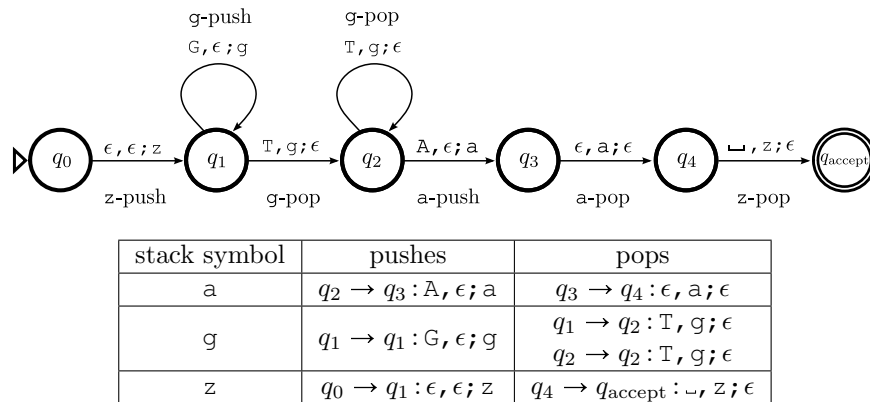 g-push g-pop
G,ϵ;g T,g;ϵ
q0 ϵ,ϵ;z q1 T,g;ϵ q2 A,ϵ;a q3 ϵ,a;ϵ q4 ␣,z;ϵ qaccept
z-push g-pop a-push a-pop z-pop
stack symbol pushes pops
a q2 → q3 : A,ϵ;a q3 → q4 : ϵ,a;ϵ
g q1 → q1 : G,ϵ;g q1 → q2 : T,g;ϵ
q2 → q2 : T,g;ϵ
z q0 → q1 : ϵ,ϵ;z q4 → qaccept : ␣,z;ϵ